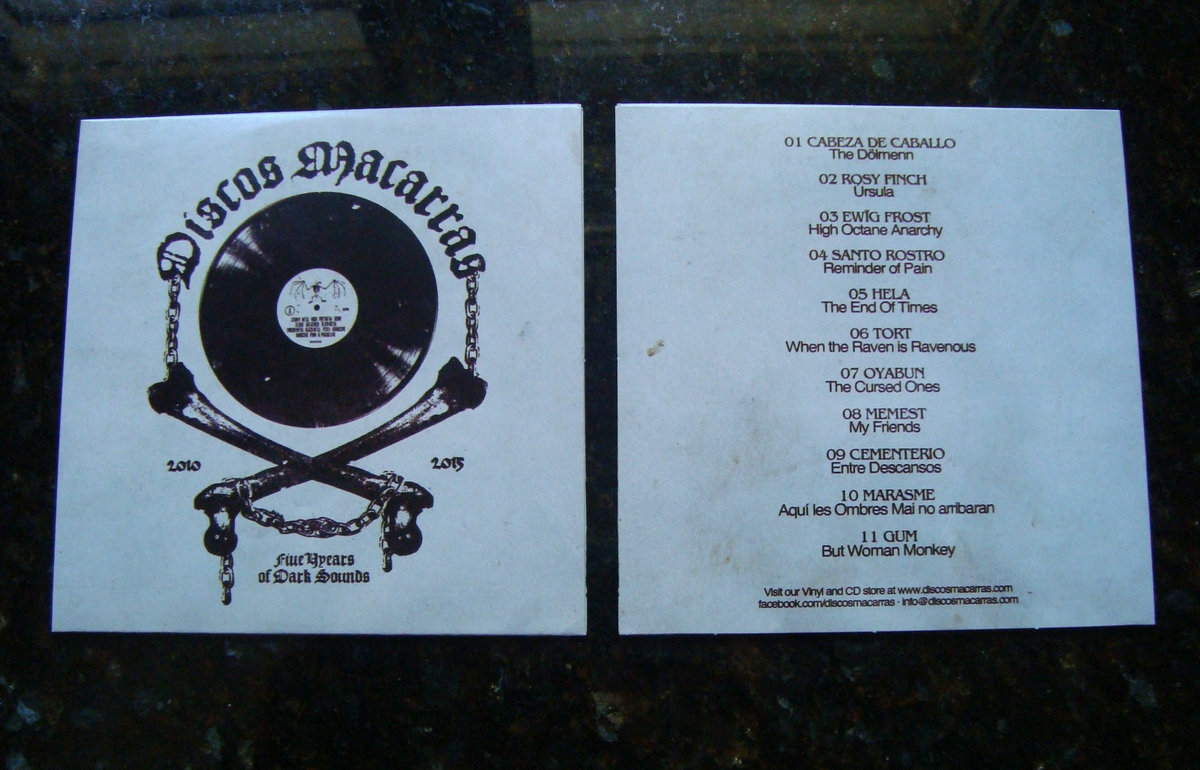 Discos Macarras
2010
2015
Five Yyears
of Dark Sounds
01 CABEZA DE CABALLO
The Dölmenn
02 ROSY FINCH
Ursula
03 EWÏG FROST
High Octane Anarchy
04 SANTO ROSTRO
Reminder of Pain
05 HELA
The End Of Times
06 TORT
When the Raven is Ravenous
07 OYABUN
The Cursed Ones
08 MEMEST
My Friends
09 CEMENTERIO
Entre Descansos
10 MARASME
Aquí les Ombres Mai no arribaran
11 GUM
But Woman Monkey
Visit our Vinyl and CD store at www.discosmacarras.com
facebook.com/discosmacarras · info@discosmacarras.com